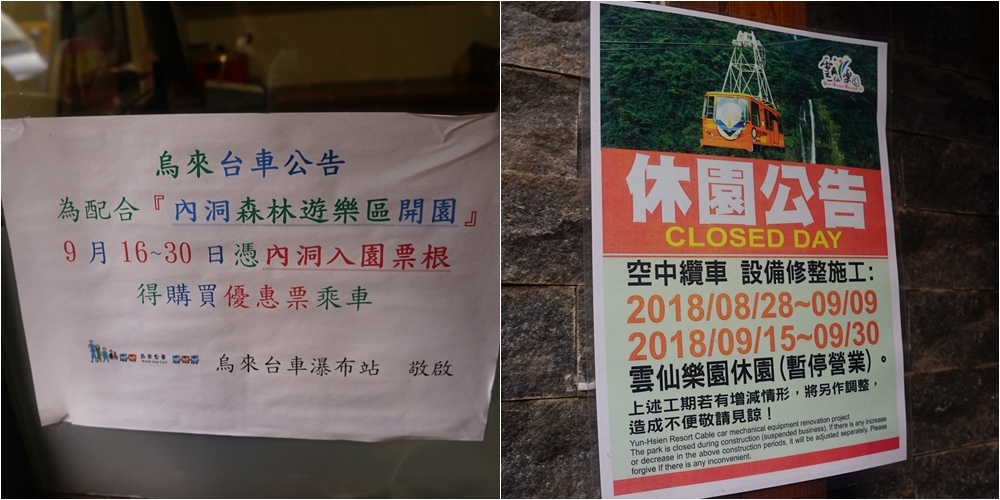 烏來台車公告
為配合『內洞森林遊樂區開園』
9月16~30日憑內洞入園票根
得購買優惠票乘車
烏來台車
烏來台車瀑布站 敬啟
休園公告
CLOSED DAY
空中纜車 設備修整施工:
2018/08/28~09/09
2018/09/15~09/30
雲仙樂園休園(暫停營業)。
上述工期若有增減情形,將另作調整,
造成不便敬請見諒!
Yun-Hsien Resort Cable car mechanical equipment renovation project
The park is closed during construction (suspended business). If there is any increase
or decrease in the above construction periods, it will be adjusted separately. Please
forgive If there is any inconvenient.